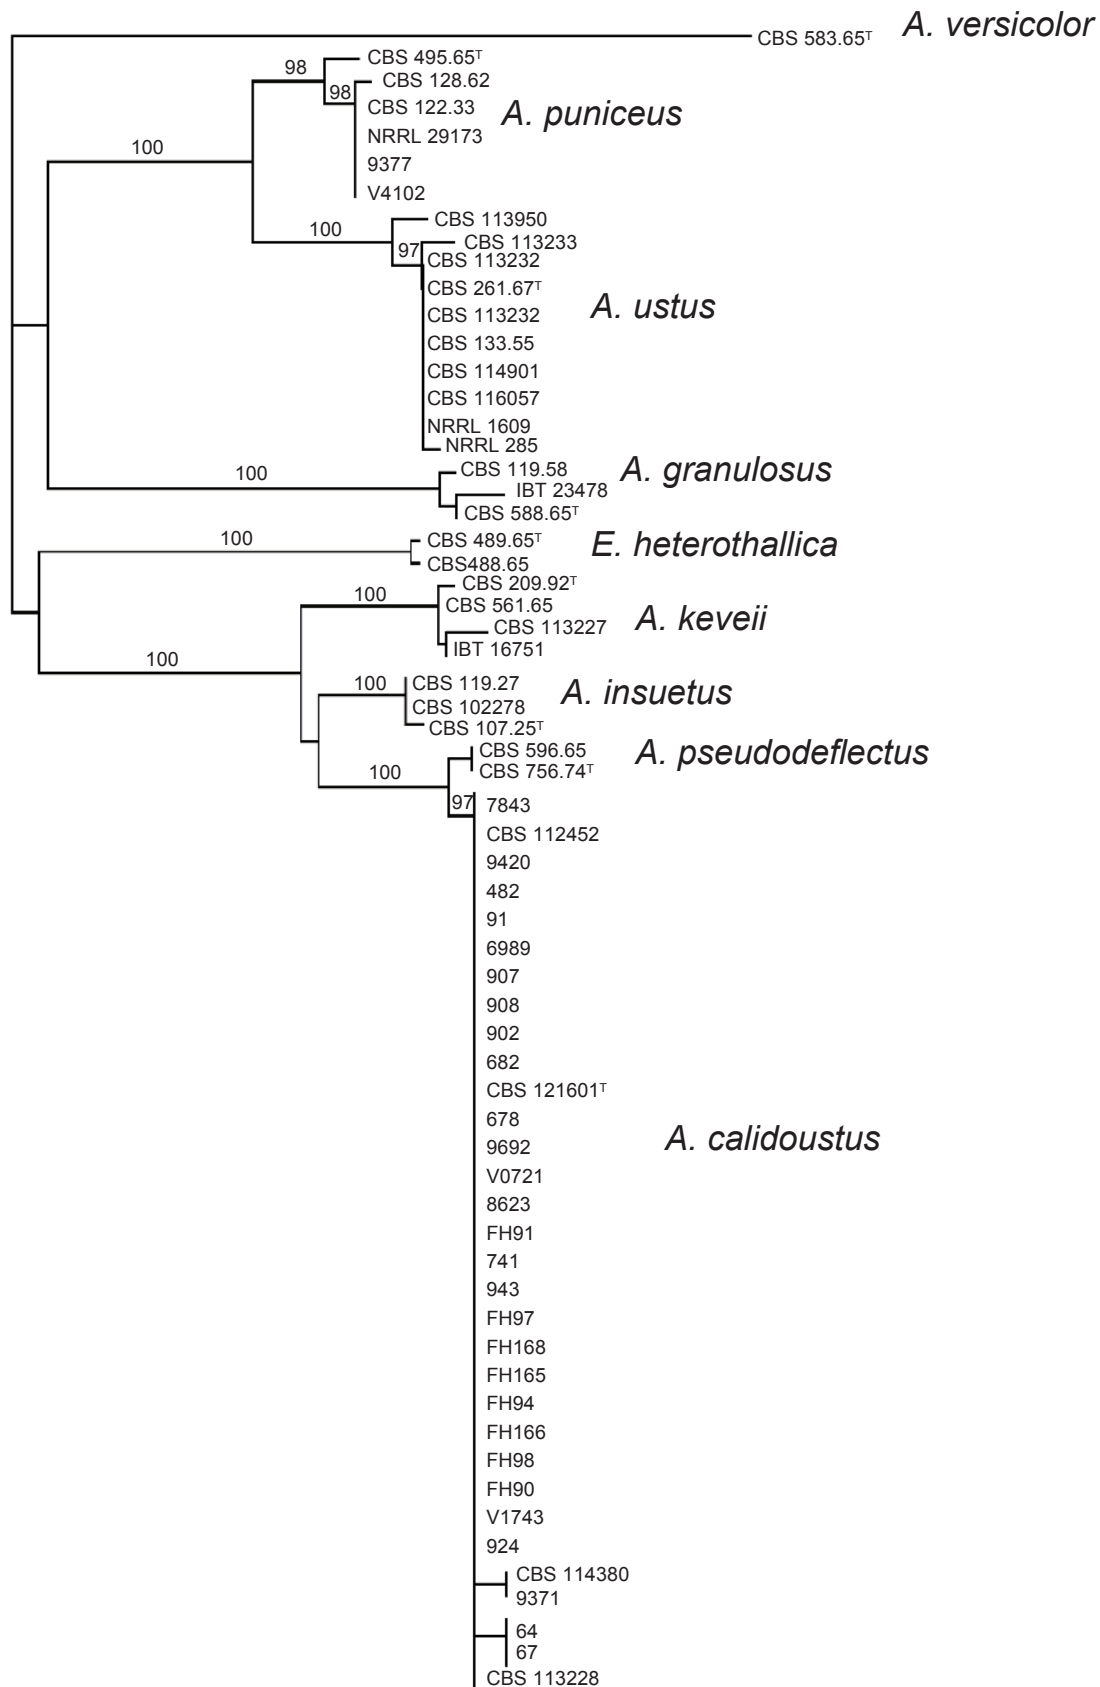 A. versicolor
CBS 583.65ᵀ
CBS 495.65ᵀ
98
CBS 128.62
98
CBS 122.33
A. puniceus
NRRL 29173
100
9377
V4102
CBS 113950
100
CBS 113233
97
CBS 113232
CBS 261.67ᵀ
A. ustus
CBS 113232
CBS 133.55
CBS 114901
CBS 116057
NRRL 1609
NRRL 285
CBS 119.58
A. granulosus
100
IBT 23478
CBS 588.65ᵀ
CBS 489.65ᵀ
100
E. heterothallica
CBS488.65
CBS 209.92ᵀ
100
CBS 561.65
A. keveii
CBS 113227
IBT 16751
100
100
CBS 119.27
A. insuetus
CBS 102278
CBS 107.25ᵀ
CBS 596.65
A. pseudodeflectus
100
CBS 756.74ᵀ
97
7843
CBS 112452
9420
482
91
6989
907
908
902
682
CBS 121601ᵀ
678
A. calidoustus
9692
V0721
8623
FH91
741
943
FH97
FH168
FH165
FH94
FH166
FH98
FH90
V1743
924
CBS 114380
9371
64
67
CBS 113228